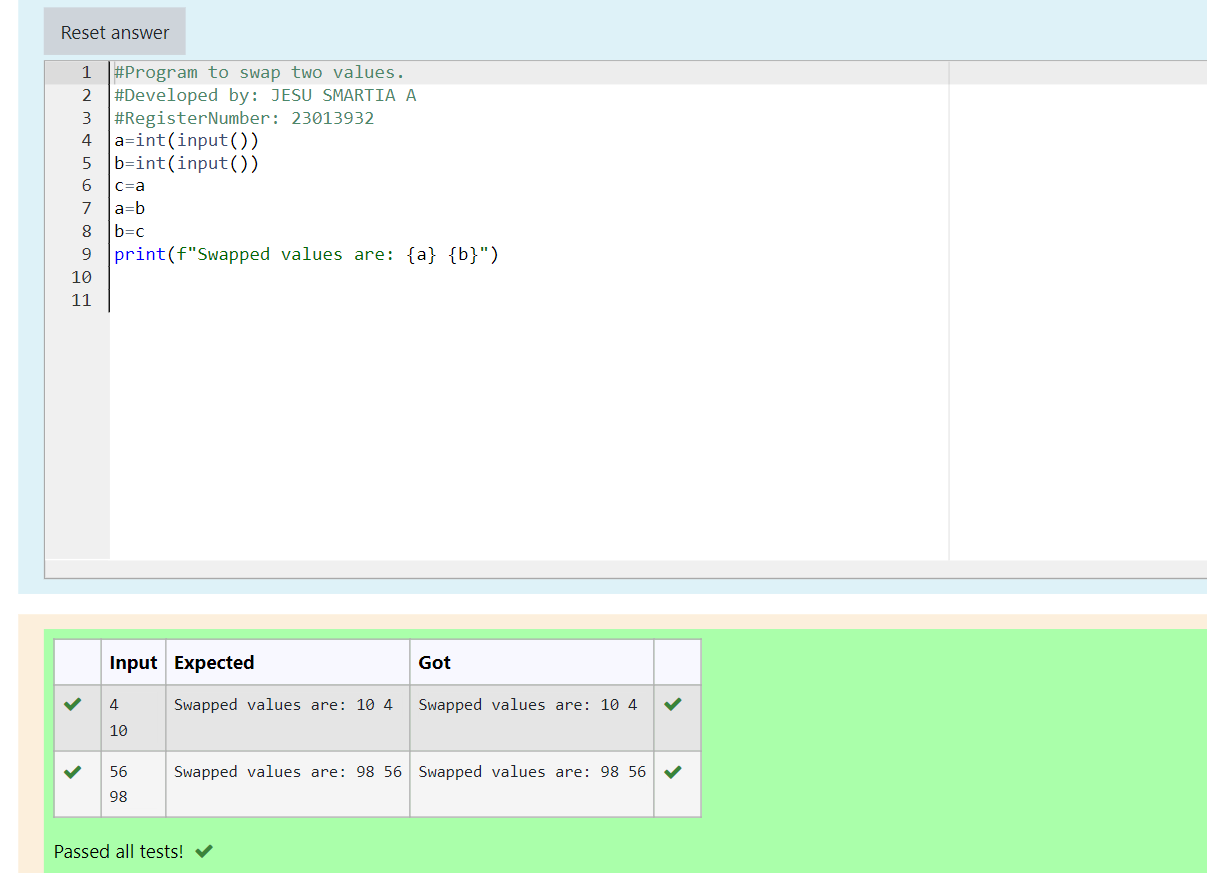 Reset answer
1 #Program to swap two values.
2 #Developed by: JESU SMARTIA A
3 #RegisterNumber: 23013932
4 a=int(input())
5 b=int(input())
6 c=a
7 a=b
8 b=c
9 print(f"Swapped values are: {a} {b}")
10
11
Input Expected Got
4 Swapped values are: 10 4 Swapped values are: 10 4
10
56 Swapped values are: 98 56 Swapped values are: 98 56
98
Passed all tests!